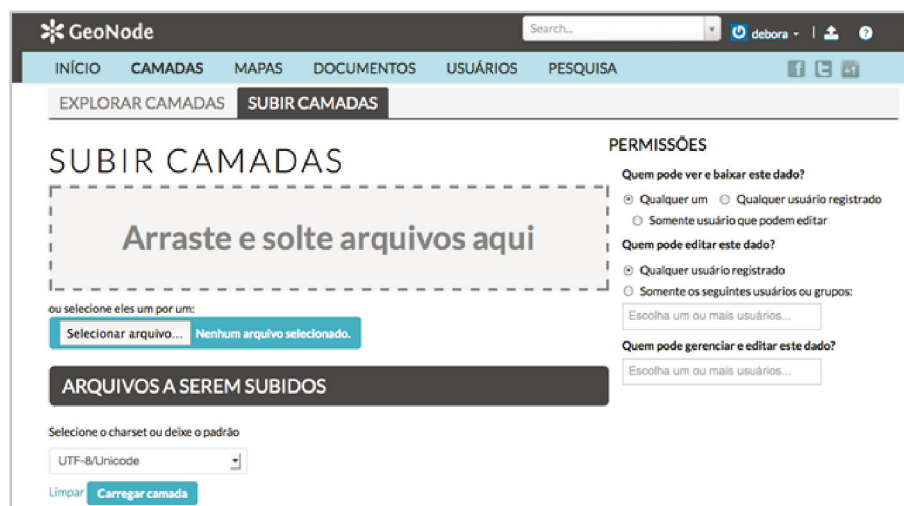 GeoNode
Search...
debora
INÍCIO CAMADAS MAPAS DOCUMENTOS USUÁRIOS PESQUISA
EXPLORAR CAMADAS SUBIR CAMADAS
SUBIR CAMADAS
Arraste e solte arquivos aqui
ou selecione eles um por um:
Selecionar arquivo... Nenhum arquivo selecionado.
ARQUIVOS A SEREM SUBIDOS
Selecione o charset ou deixe o padrão
UTF-8/Unicode
Limpar Carregar camada
PERMISSÕES
Quem pode ver e baixar este dado?
Qualquer um Qualquer usuário registrado
Somente usuário que podem editar
Quem pode editar este dado?
Qualquer usuário registrado
Somente os seguintes usuários ou grupos:
Escolha um ou mais usuários...
Quem pode gerenciar e editar este dado?
Escolha um ou mais usuários...